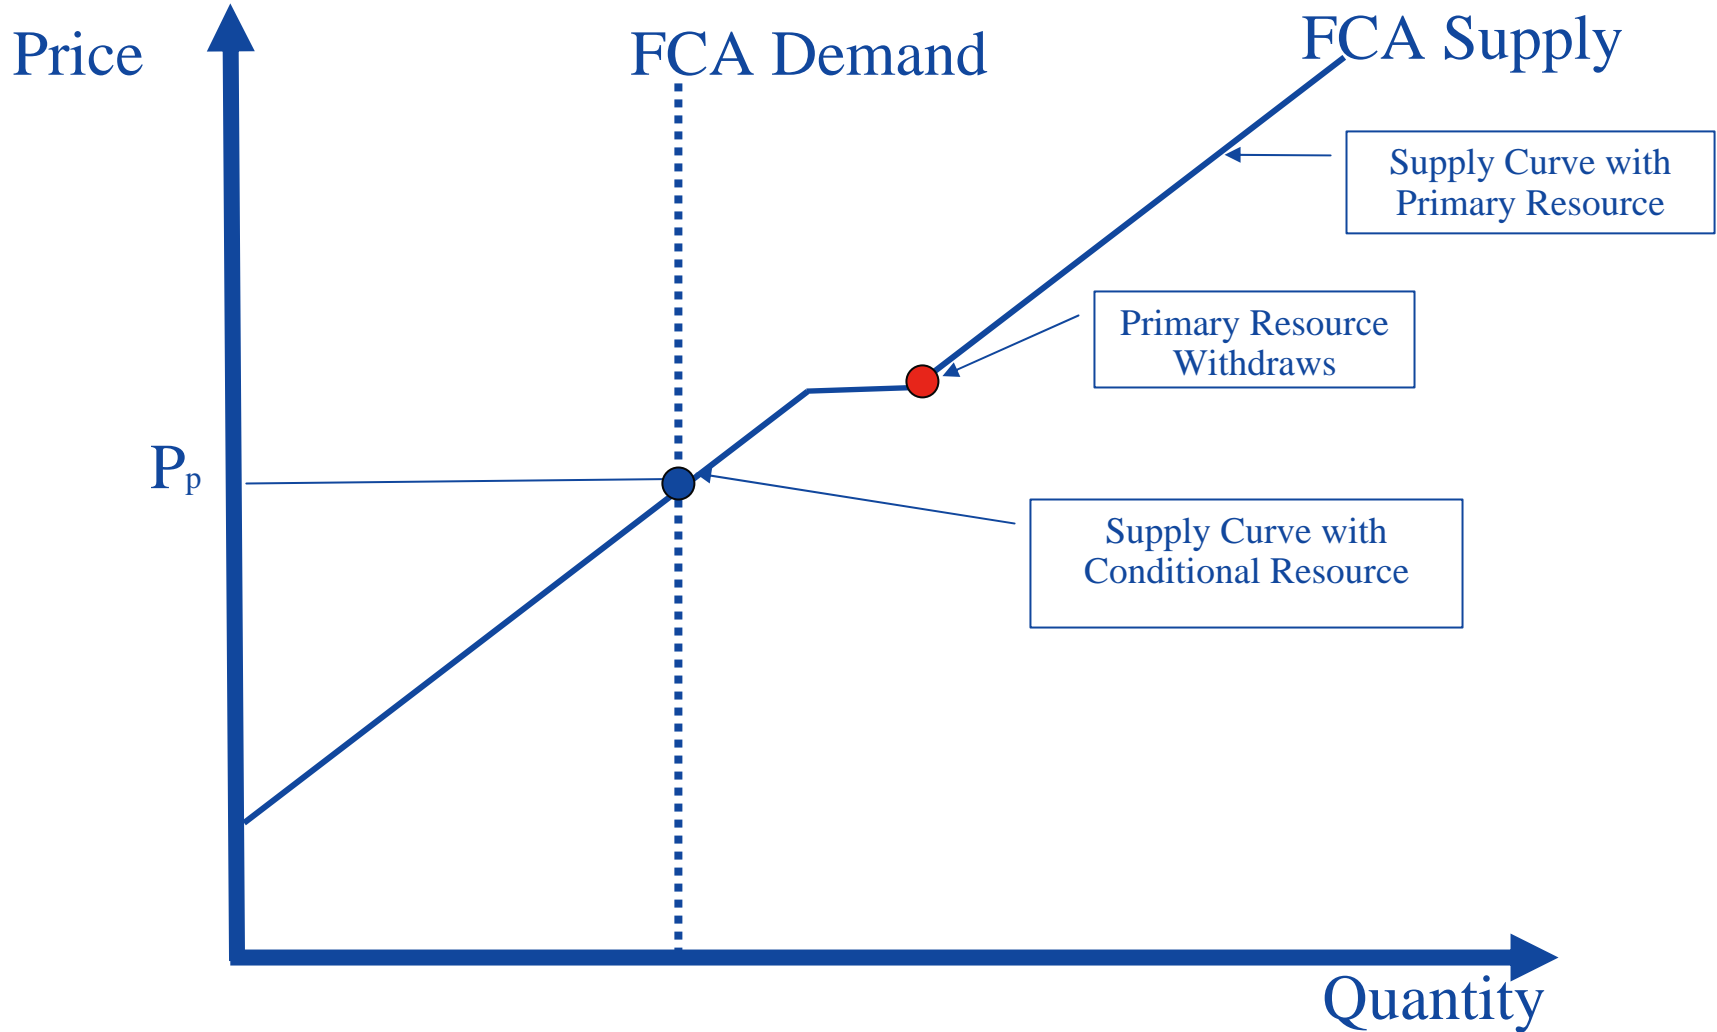 Price
FCA Demand
FCA Supply
Supply Curve with
Primary Resource
Primary Resource
Withdraws
Pp
Supply Curve with
Conditional Resource
Quantity